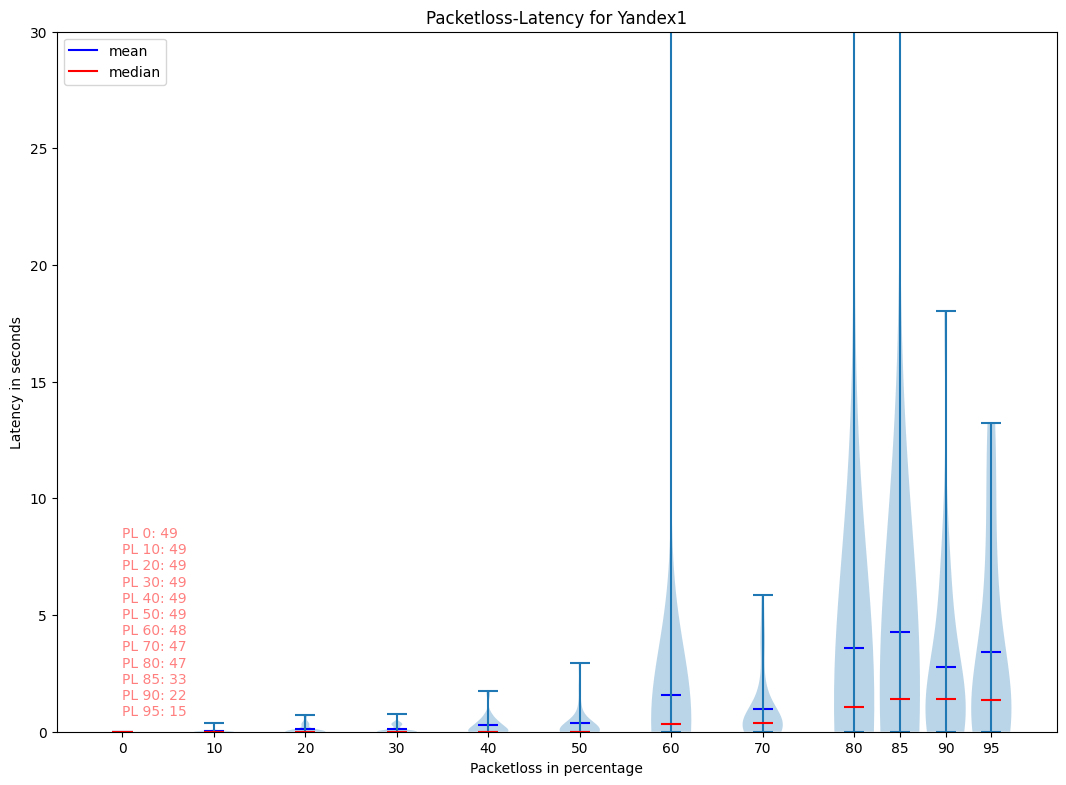 Packetloss-Latency for Yandex1
mean
median
30
25
20
15
10
5
0
Latency in seconds
PL 0: 49
PL 10: 49
PL 20: 49
PL 30: 49
PL 40: 49
PL 50: 49
PL 60: 48
PL 70: 47
PL 80: 47
PL 85: 33
PL 90: 22
PL 95: 15
0 10 20 30 40 50 60 70 80 85 90 95
Packetloss in percentage